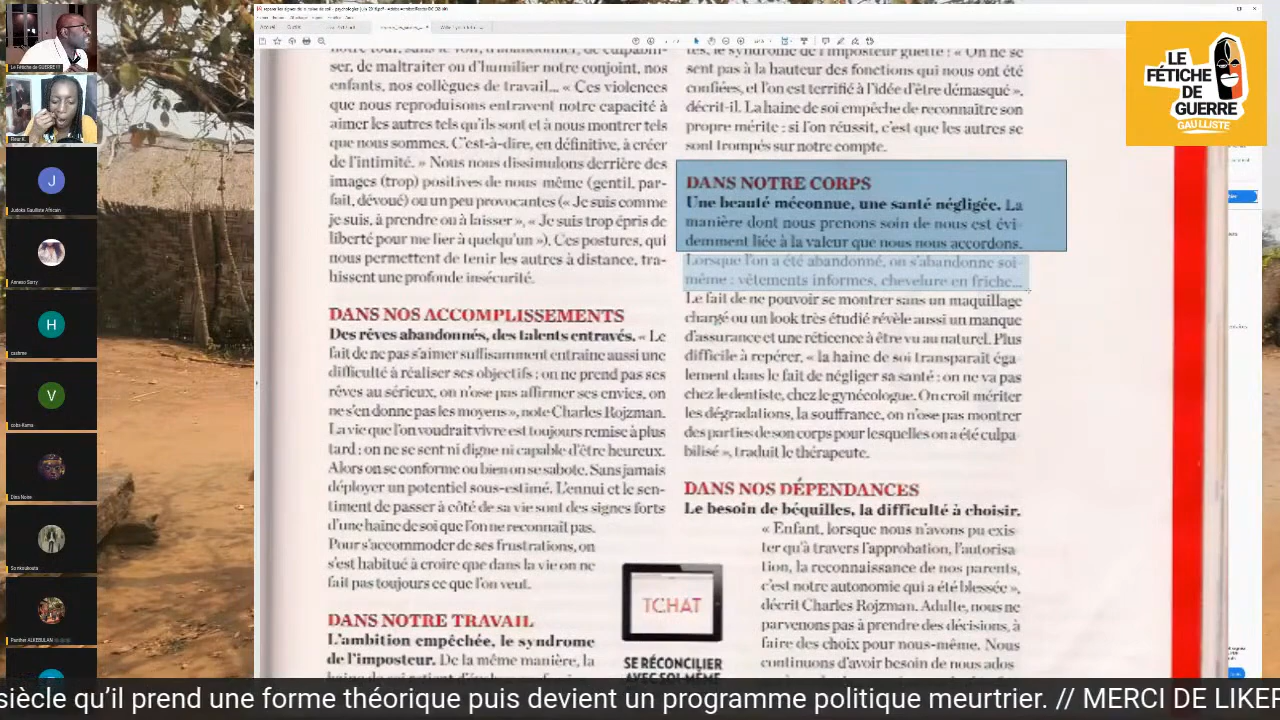 Le Fétiche de GUERRE
Fleur K.
Judoka Gaulliste Africain
Dina Noire
Panther ALKEBULAN
J
H
V
LE
FÉTICHE
DE
GUERRE
GAULLISTE
ser, de maltraiter ou d'humilier notre conjoint, nos
enfants, nos collègues de travail... « Ces violences
que nous reproduisons entravent notre capacité à
aimer les autres tels qu'ils sont et à nous montrer tels
que nous sommes. C'est-à-dire, en définitive, à créer
de l'intimité. » Nous nous dissimulons derrière des
images (trop) positives de nous-même (gentil, par-
fait, dévoué) ou un peu provocantes (« Je suis comme
je suis, à prendre ou à laisser », « Je suis trop épris de
liberté pour me lier à quelqu'un »). Ces postures, qui
nous permettent de tenir les autres à distance, tra-
hissent une profonde insécurité.
DANS NOS ACCOMPLISSEMENTS
Des rêves abandonnés, des talents entravés. « Le
fait de ne pas s'aimer suffisamment entraîne aussi une
difficulté à réaliser ses objectifs : on ne prend pas ses
rêves au sérieux, on n'ose pas affirmer ses envies, on
ne s'en donne pas les moyens », note Charles Rojzman.
La vie que l'on voudrait vivre est toujours remise à plus
tard : on ne se sent ni digne ni capable d'être heureux.
Alors on se conforme ou bien on se sabote. Sans jamais
déployer un potentiel sous-estimé. L'ennui et le sen-
timent de passer à côté de sa vie sont des signes forts
d'une haine de soi que l'on ne reconnaît pas.
Pour s'accommoder de ses frustrations, on
s'est habitué à croire que dans la vie on ne
fait pas toujours ce que l'on veut.
DANS NOTRE TRAVAIL
L'ambition empêchée, le syndrome
de l'imposteur. De la même manière, la
tés, le syndrome de l'imposteur guette : « On ne se
sent pas à la hauteur des fonctions qui nous ont été
confiées, et l'on est terrifié à l'idée d'être démasqué »,
décrit-il. La haine de soi empêche de reconnaître son
propre mérite : si l'on réussit, c'est que les autres se
sont trompés sur notre compte.
DANS NOTRE CORPS
Une beauté méconnue, une santé négligée. La
manière dont nous prenons soin de nous est évi-
demment liée à la valeur que nous nous accordons.
Lorsque l'on a été abandonné, on s'abandonne soi-
même : vêtements informes, chevelure en friche...
Le fait de ne pouvoir se montrer sans un maquillage
chargé ou un look très étudié révèle aussi un manque
d'assurance et une réticence à être vu au naturel. Plus
difficile à repérer, « la haine de soi transparaît éga-
lement dans le fait de négliger sa santé : on ne va pas
chez le dentiste, chez le gynécologue. On croit mériter
les dégradations, la souffrance, on n'ose pas montrer
des parties de son corps pour lesquelles on a été culpa-
bilisé », traduit le thérapeute.
DANS NOS DÉPENDANCES
Le besoin de béquilles, la difficulté à choisir.
« Enfant, lorsque nous n'avons pu exis-
ter qu'à travers l'approbation, l'autorisa-
tion, la reconnaissance de nos parents,
c'est notre autonomie qui a été blessée »,
décrit Charles Rojzman. Adulte, nous ne
parvenons pas à prendre des décisions, à
faire des choix pour nous-même. Nous
continuons d'avoir besoin de nous ados-
TCHAT
SE RÉCONCILIER
AVEC SOI-MÊME
siècle qu'il prend une forme théorique puis devient un programme politique meurtrier. // MERCI DE LIKER